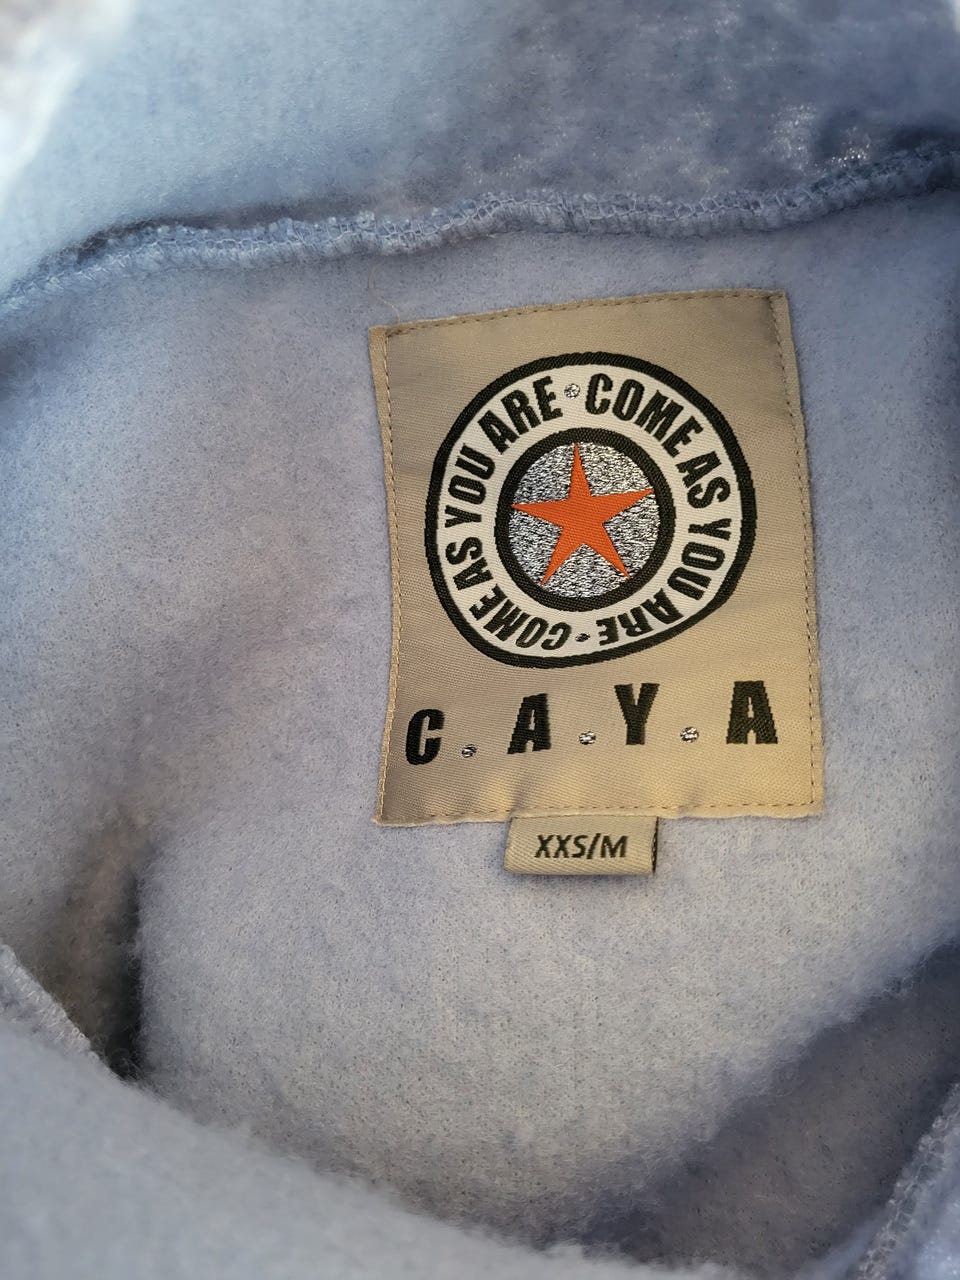 COME AS YOU ARE • COME AS YOU ARE •
C.A.Y.A
XXS/M